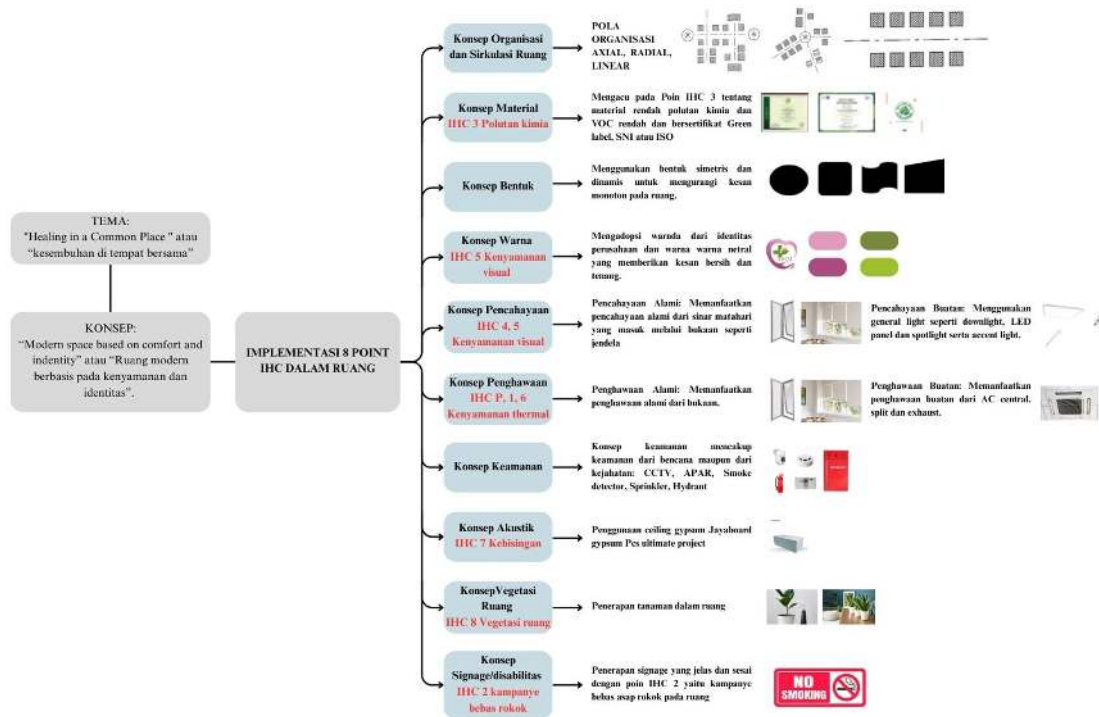 TEMA:
"Healing in a Common Place " atau
“kesembuhan di tempat bersama”
KONSEP:
“Modern space based on comfort and
indentity” atau “Ruang modern
berbasis pada kenyamanan dan
identitas”.
IMPLEMENTASI 8 POINT
IHC DALAM RUANG
Konsep Organisasi
dan Sirkulasi Ruang
POLA
ORGANISASI
AXIAL, RADIAL,
LINEAR
Konsep Material
IHC 3 Polutan kimia
Mengacu pada Poin IHC 3 tentang
material rendah polutan kimia dan
VOC rendah dan bersertifikat Green
label, SNI atau ISO
Konsep Bentuk
Menggunakan bentuk simetris dan
dinamis untuk mengurangi kesan
monoton pada ruang.
Konsep Warna
IHC 5 Kenyamanan
visual
Mengadopsi warnda dari identitas
perusahaan dan warna warna netral
yang memberikan kesan bersih dan
tenang.
Konsep Pencahayaan
IHC 4, 5
Kenyamanan visual
Pencahayaan Alami: Memanfaatkan
pencahayaan alami dari sinar matahari
yang masuk melalui bukaan seperti
jendela
Pencahayaan Buatan: Menggunakan
general light seperti downlight, LED
panel dan spotlight serta accent light.
Konsep Penghawaan
IHC P, 1, 6
Kenyamanan thermal
Penghawaan Alami: Memanfaatkan
penghawaan alami dari bukaan.
Penghawaan Buatan: Memanfaatkan
penghawaan buatan dari AC central,
split dan exhaust.
Konsep Keamanan
Konsep keamanan mencakup
keamanan dari bencana maupun dari
kejahatan: CCTV, APAR, Smoke
detector, Sprinkler, Hydrant
Konsep Akustik
IHC 7 Kebisingan
Penggunaan ceiling gypsum Jayaboard
gypsum Pcs ultimate project
KonsepVegetasi
Ruang
IHC 8 Vegetasi ruang
Penerapan tanaman dalam ruang
Konsep
Signage/disabilitas
IHC 2 kampanye
bebas rokok
Penerapan signage yang jelas dan sesai
dengan poin IHC 2 yaitu kampanye
bebas asap rokok pada ruang
NO
SMOKING